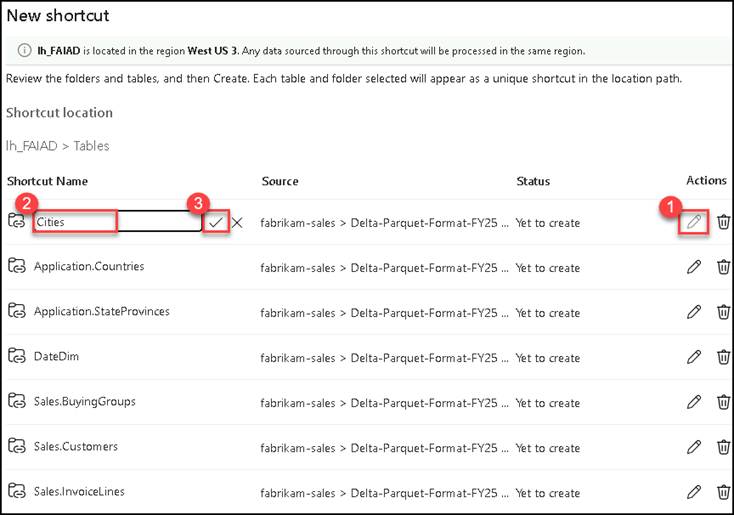 New shortcut
lh_FAIAD is located in the region West US 3. Any data sourced through this shortcut will be processed in the same region.
Review the folders and tables, and then Create. Each table and folder selected will appear as a unique shortcut in the location path.
Shortcut location
lh_FAIAD > Tables
Shortcut Name Source Status Actions
2 3 1
Cities fabrikam-sales > Delta-Parquet-Format-FY25 ... Yet to create
Application.Countries fabrikam-sales > Delta-Parquet-Format-FY25 ... Yet to create
Application.StateProvinces fabrikam-sales > Delta-Parquet-Format-FY25 ... Yet to create
DateDim fabrikam-sales > Delta-Parquet-Format-FY25 ... Yet to create
Sales.BuyingGroups fabrikam-sales > Delta-Parquet-Format-FY25 ... Yet to create
Sales.Customers fabrikam-sales > Delta-Parquet-Format-FY25 ... Yet to create
Sales.InvoiceLines fabrikam-sales > Delta-Parquet-Format-FY25 ... Yet to create